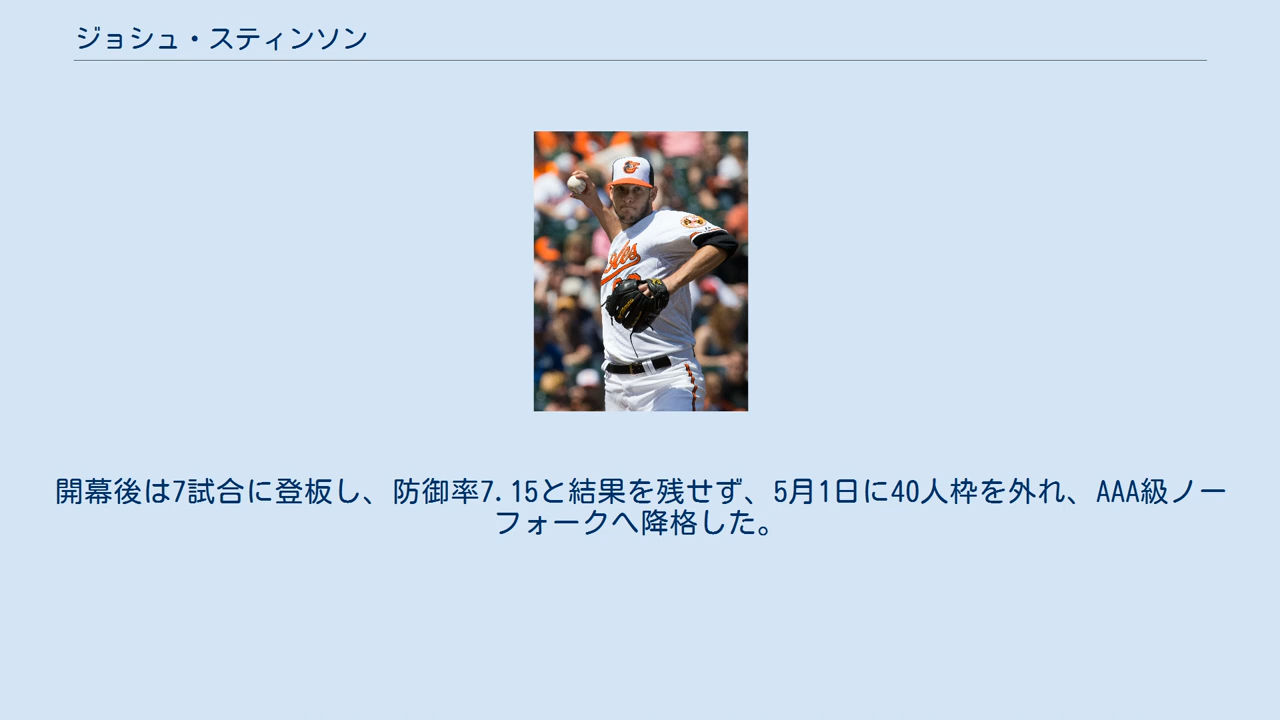 ジョシュ・スティンソン
開幕後は7試合に登板し、防御率7.15と結果を残せず、5月1日に40人枠を外れ、AAA級ノー
フォークへ降格した。